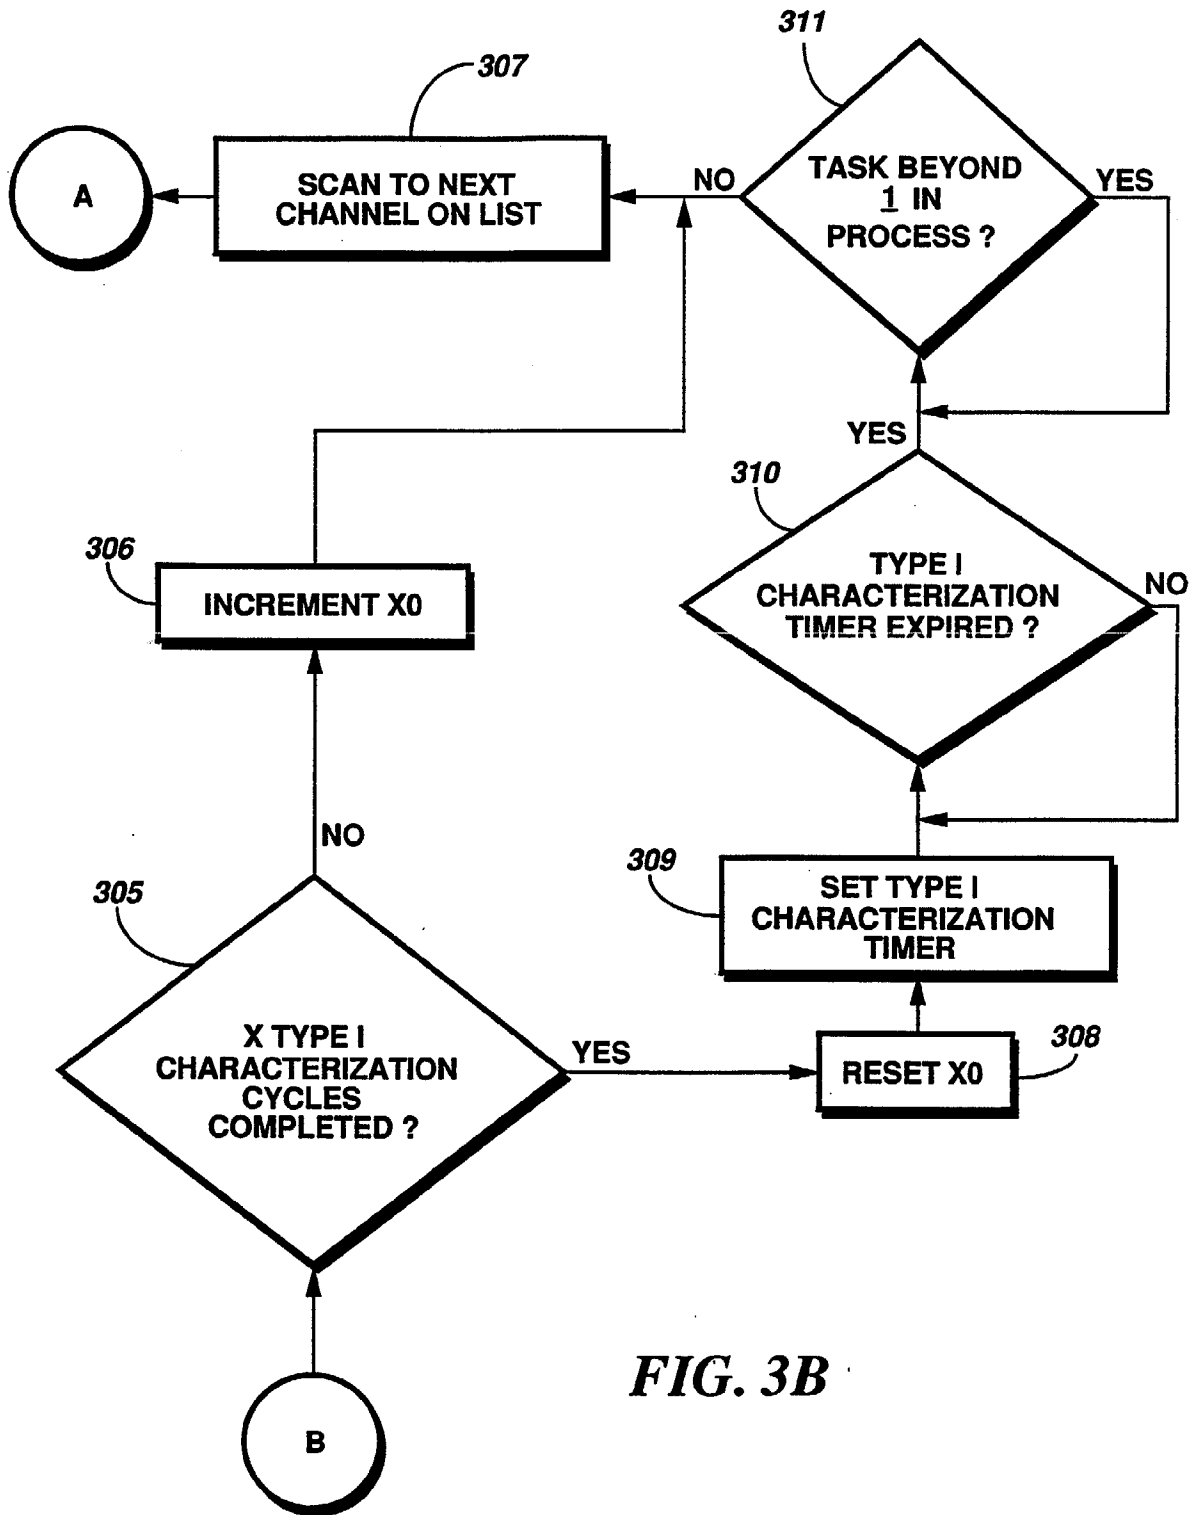 311
307
A
SCAN TO NEXT
CHANNEL ON LIST
NO
TASK BEYOND
1 IN
PROCESS ?
YES
YES
310
306
INCREMENT X0
TYPE I
CHARACTERIZATION
TIMER EXPIRED ?
NO
NO
305
309
SET TYPE I
CHARACTERIZATION
TIMER
X TYPE I
CHARACTERIZATION
CYCLES
COMPLETED ?
YES
RESET X0
308
FIG. 3B
B